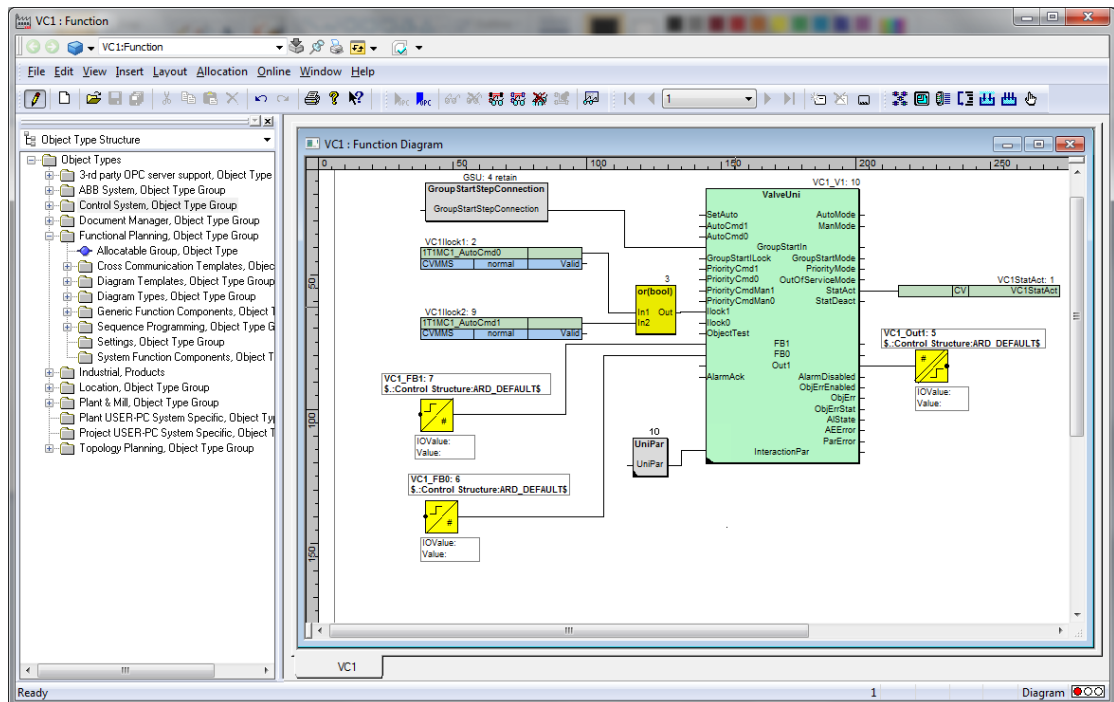 VC1 : Function
VC1:Function
File Edit View Insert Layout Allocation Online Window Help
1
Object Type Structure
Object Types
3-rd party OPC server support, Object Type
ABB System, Object Type Group
Control System, Object Type Group
Document Manager, Object Type Group
Functional Planning, Object Type Group
Allocatable Group, Object Type
Cross Communication Templates, Objec
Diagram Templates, Object Type Group
Diagram Types, Object Type Group
Generic Function Components, Object T
Sequence Programming, Object Type G
Settings, Object Type Group
System Function Components, Object T
Industrial, Products
Location, Object Type Group
Plant & Mill, Object Type Group
Plant USER-PC System Specific, Object Ty
Project USER-PC System Specific, Object T
Topology Planning, Object Type Group
VC1 : Function Diagram
0 50 100 150 200 250
50
100
150
GSU: 4 retain
GroupStartStepConnection
GroupStartStepConnection
VC1Ilock1: 2
1T1MC1_AutoCmd0
CVMMS normal Valid
VC1Ilock2: 9
1T1MC1_AutoCmd1
CVMMS normal Valid
3
or(bool)
In1 Out
In2
VC1_FB1: 7
$.:Control Structure:ARD_DEFAULT$
#
IOValue:
Value:
VC1_FB0: 6
$.:Control Structure:ARD_DEFAULT$
#
IOValue:
Value:
10
UniPar
UniPar
VC1_V1: 10
ValveUni
SetAuto AutoMode
AutoCmd1 ManMode
AutoCmd0
GroupStartIn
GroupStartILock GroupStartMode
PriorityCmd1 PriorityMode
PriorityCmd0 OutOfServiceMode
PriorityCmdMan1 StatAct
PriorityCmdMan0 StatDeact
Ilock1
Ilock0
ObjectTest
FB1
FB0
Out1
AlarmAck AlarmDisabled
ObjErrEnabled
ObjErr
ObjErrStat
AlState
AEError
ParError
InteractionPar
VC1StatAct: 1
CV VC1StatAct
VC1_Out1: 5
$.:Control Structure:ARD_DEFAULT$
#
IOValue:
Value:
VC1
Ready
1
Diagram